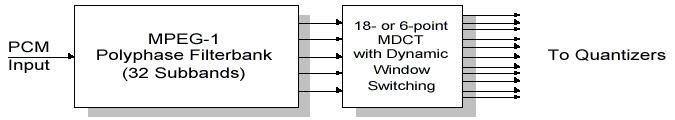 PCM
Input
MPEG-1
Polyphase Filterbank
(32 Subbands)
18- or 6-point
MDCT
with Dynamic
Window
Switching
To Quantizers